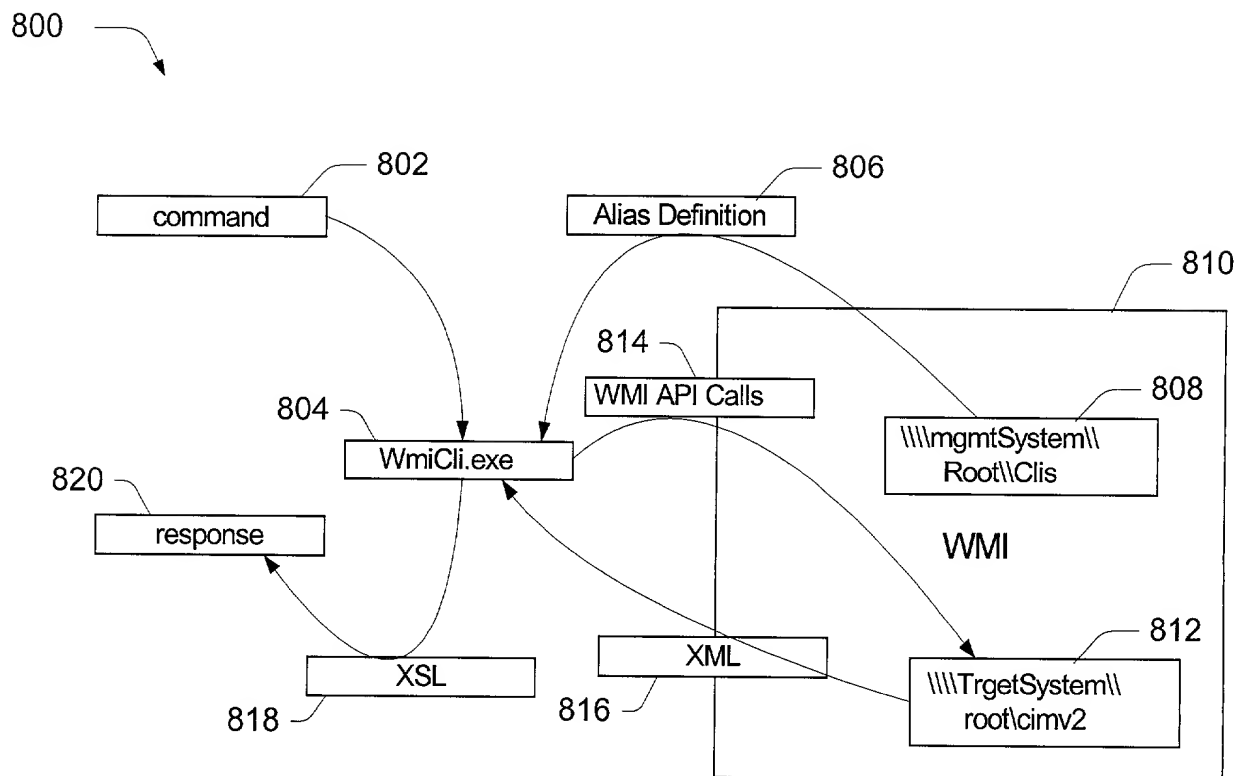 800
802
806
command
Alias Definition
810
814
WMI API Calls
808
804
\\\\mgmtSystem\\
Root\\Clis
WmiCli.exe
820
response
WMI
812
XML
\\\\TrgetSystem\\
root\cimv2
XSL
816
818